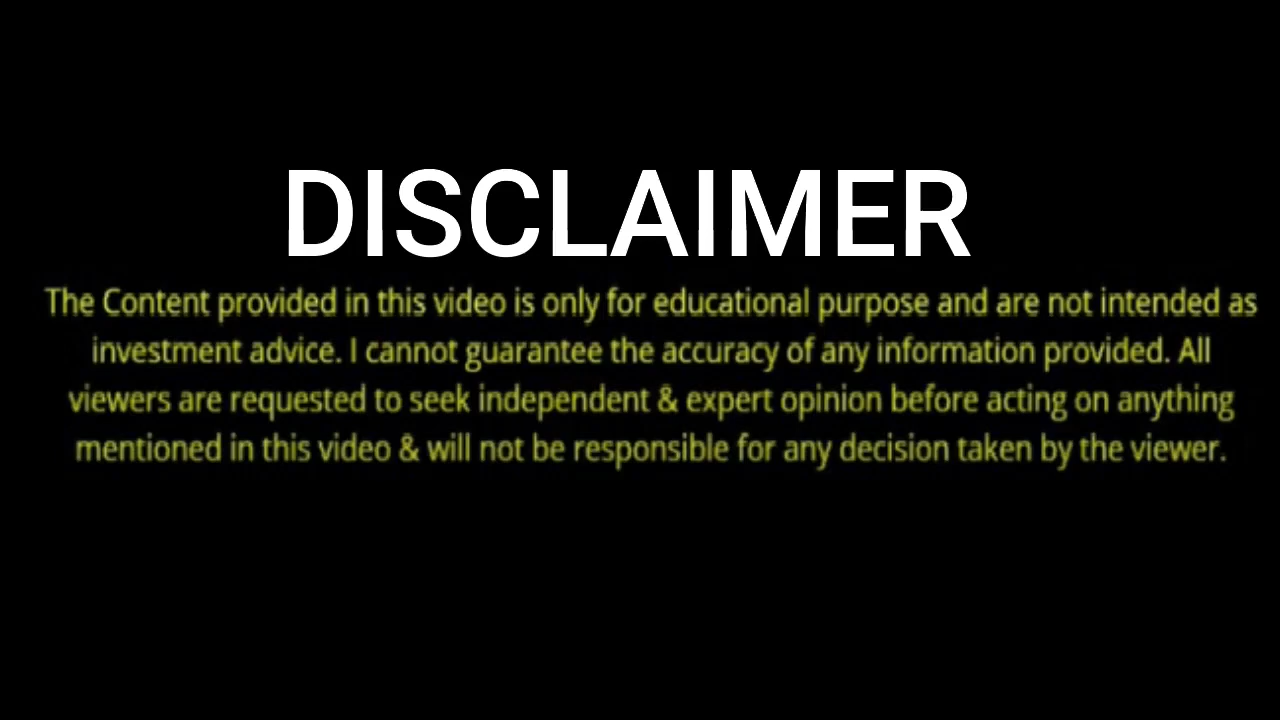 DISCLAIMER
The Content provided in this video is only for educational purpose and are not intended as
investment advice. I cannot guarantee the accuracy of any information provided. All
viewers are requested to seek independent & expert opinion before acting on anything
mentioned in this video & will not be responsible for any decision taken by the viewer.